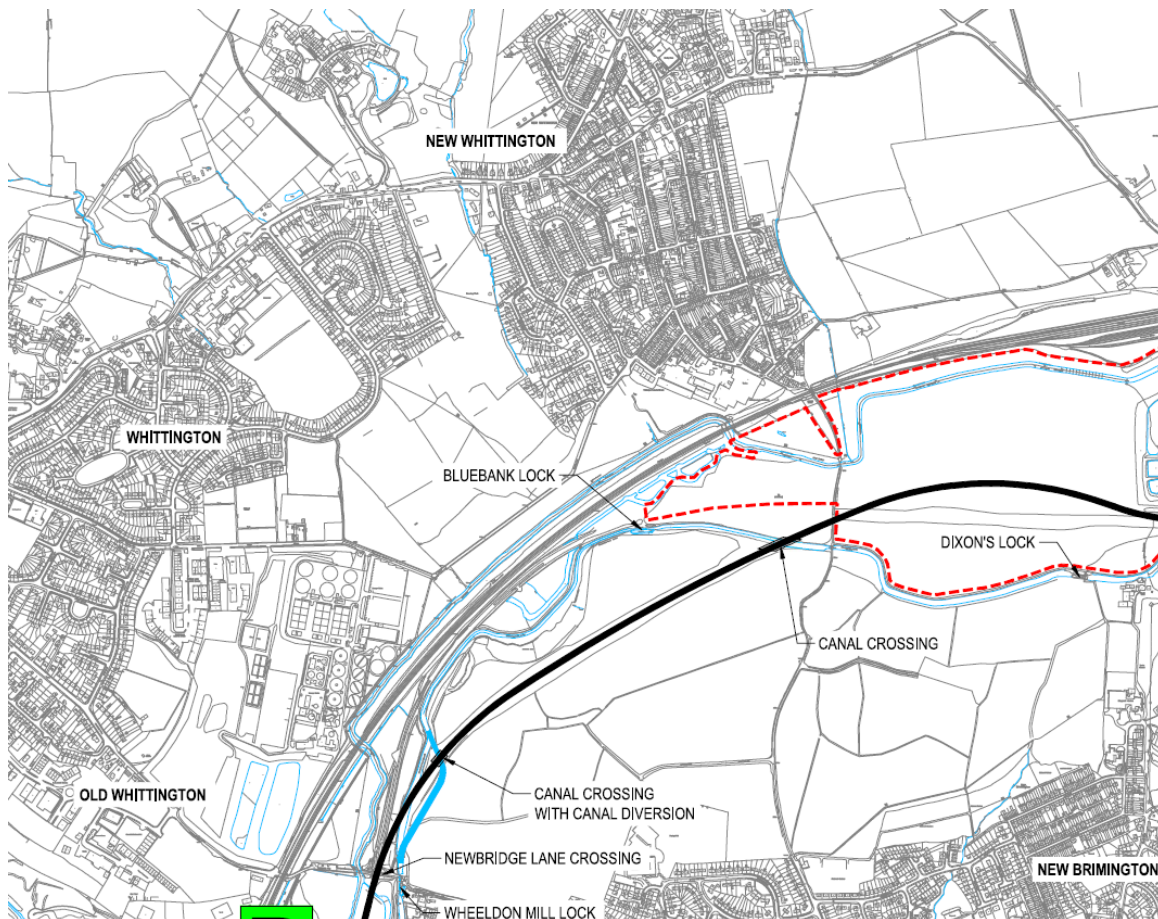 NEW WHITTINGTON
WHITTINGTON
BLUEBANK LOCK
DIXON'S LOCK
CANAL CROSSING
OLD WHITTINGTON
CANAL CROSSING
WITH CANAL DIVERSION
NEWBRIDGE LANE CROSSING
NEW BRIMINGTON
WHEELDON MILL LOCK